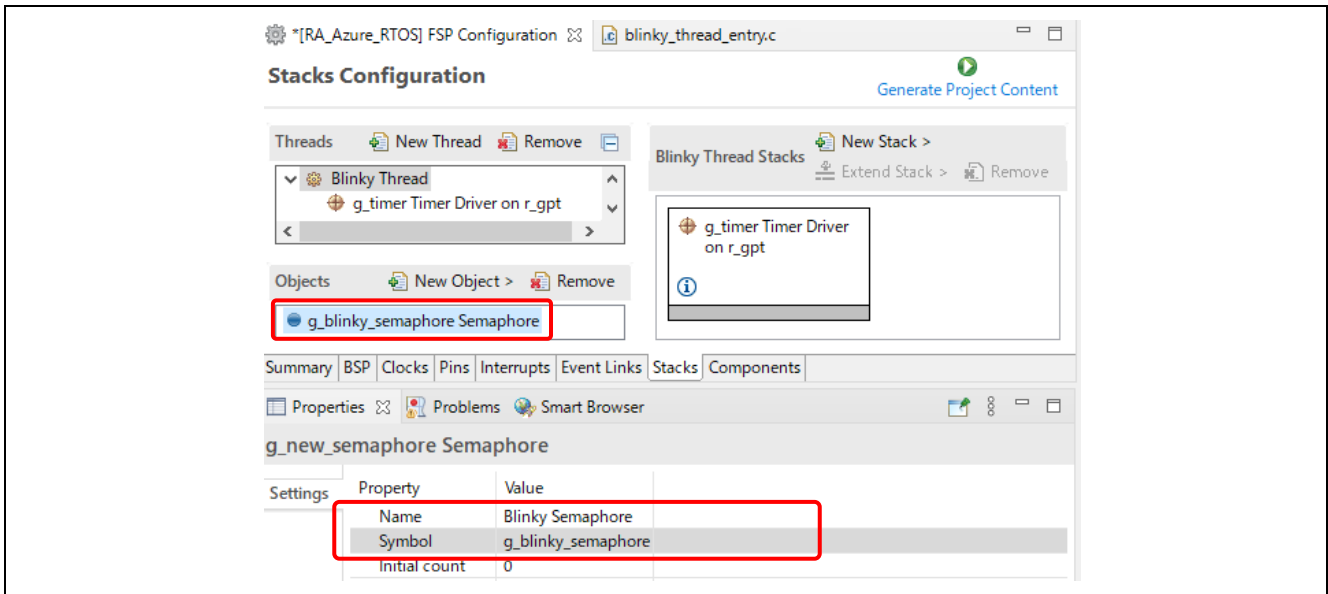 *[RA_Azure_RTOS] FSP Configuration
blinky_thread_entry.c
Stacks Configuration
Generate Project Content
Threads
New Thread
Remove
Blinky Thread
g_timer Timer Driver on r_gpt
Objects
New Object >
Remove
g_blinky_semaphore Semaphore
Blinky Thread Stacks
New Stack >
Extend Stack >
Remove
g_timer Timer Driver
on r_gpt
Summary BSP Clocks Pins Interrupts Event Links Stacks Components
Properties Problems Smart Browser
g_new_semaphore Semaphore
Settings
Property Value
Name Blinky Semaphore
Symbol g_blinky_semaphore
Initial count 0